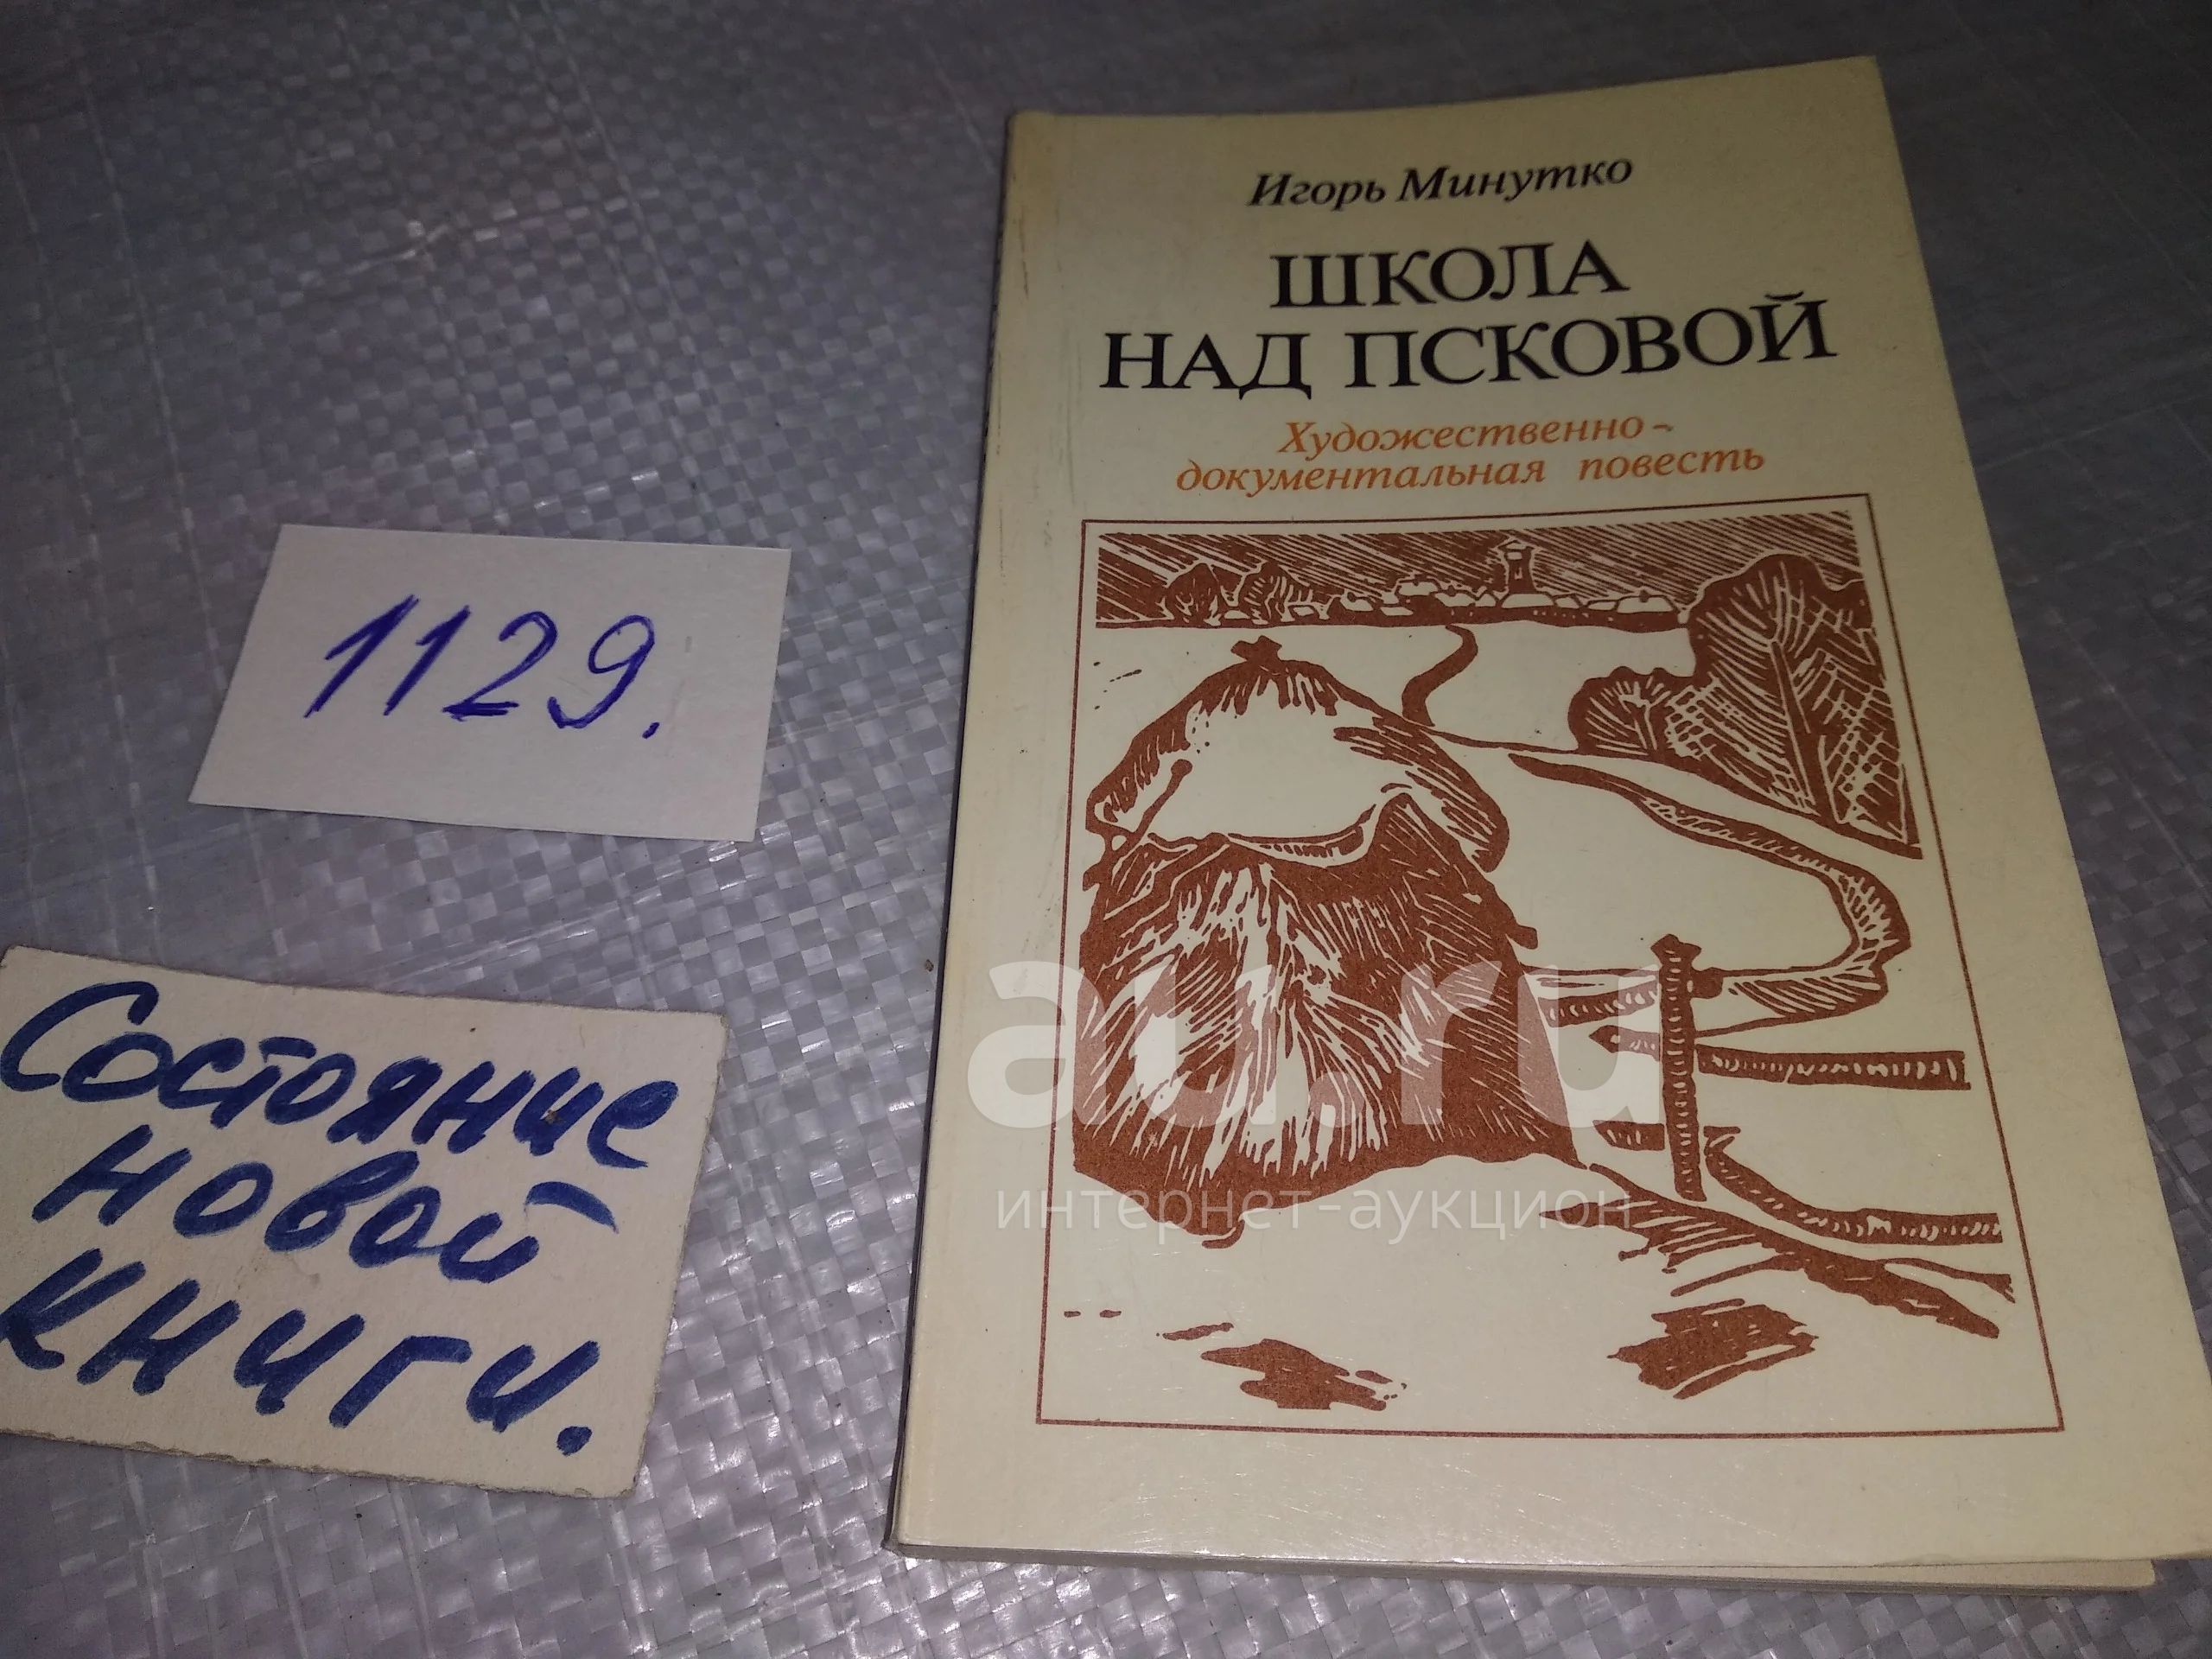 Игорь Минутко
ШКОЛА
НАД ПСКОВОЙ
Художественно-
документальная повесть
1129.
Состояние
новой
книги.
au.ru
интернет-аукцион